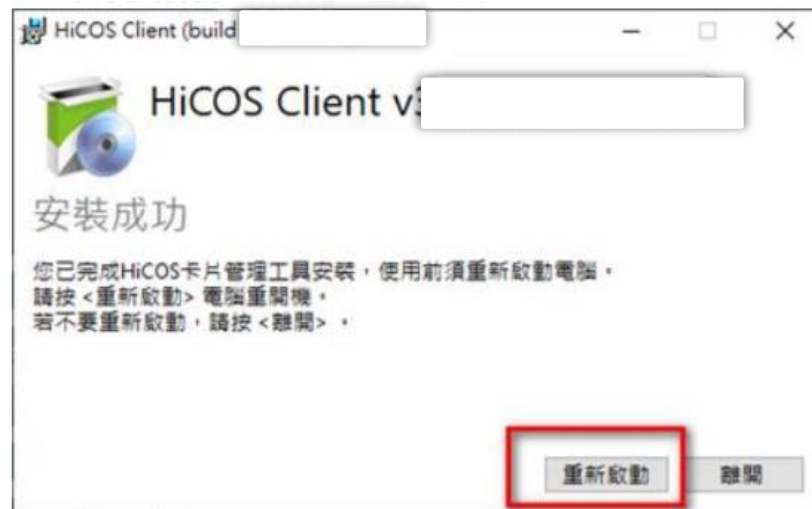 HiCOS Client (build
HiCOS Client v3
安裝成功
您已完成HiCOS卡片管理工具安裝，使用前須重新啟動電腦。
請按 <重新啟動> 電腦重開機。
若不要重新啟動，請按 <離開> 。
重新啟動
離開